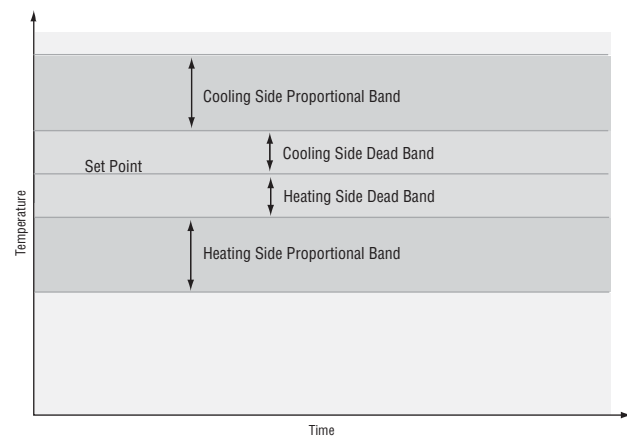 Cooling Side Proportional Band
Cooling Side Dead Band
Set Point
Heating Side Dead Band
Temperature
Heating Side Proportional Band
Time